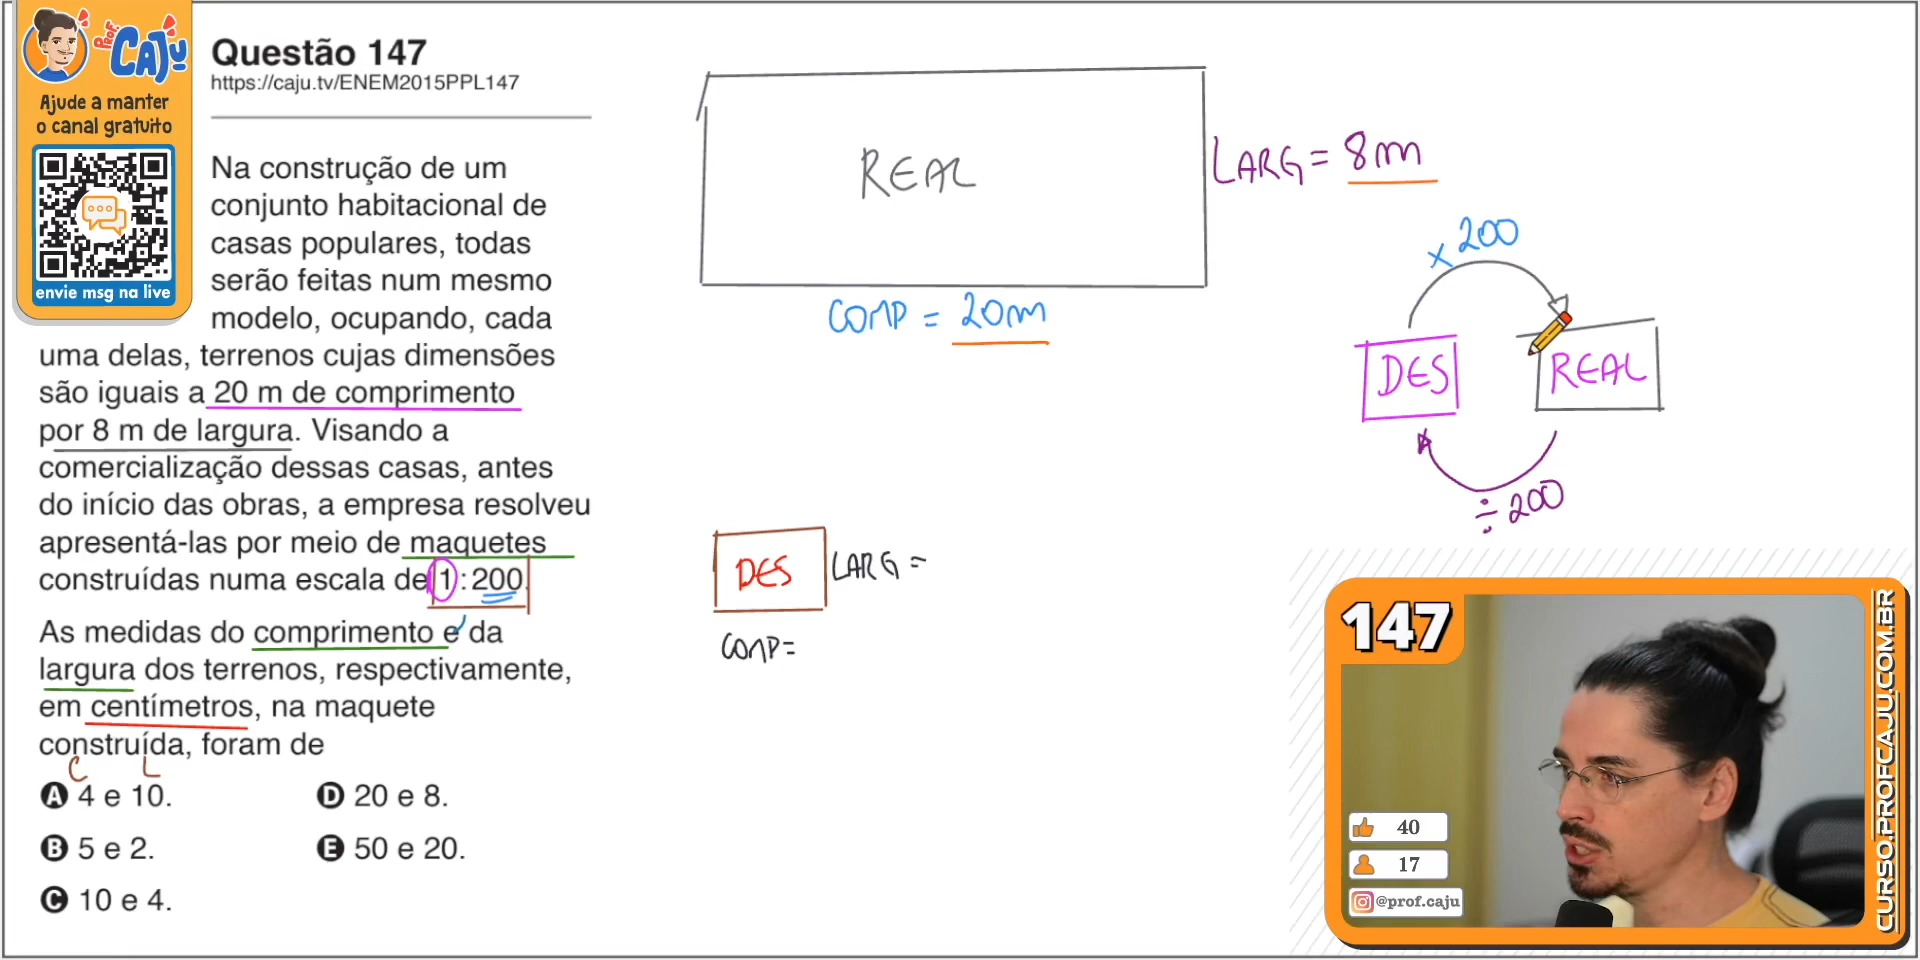 PROF. CAJU
Ajude a manter
o canal gratuito
envie msg na live
Questão 147
https://caju.tv/ENEM2015PPL147
Na construção de um
conjunto habitacional de
casas populares, todas
serão feitas num mesmo
modelo, ocupando, cada
uma delas, terrenos cujas dimensões
são iguais a 20 m de comprimento
por 8 m de largura. Visando a
comercialização dessas casas, antes
do início das obras, a empresa resolveu
apresentá-las por meio de maquetes
construídas numa escala de 1 : 200.
As medidas do comprimento e da
largura dos terrenos, respectivamente,
em centímetros, na maquete
construída, foram de
C L
A 4 e 10.
B 5 e 2.
C 10 e 4.
D 20 e 8.
E 50 e 20.
REAL
LARG = 8m
COMP = 20m
x 200
DES
REAL
÷ 200
DES
LARG =
COMP=
147
40
17
@prof.caju
CURSO.PROFCAJU.COM.BR